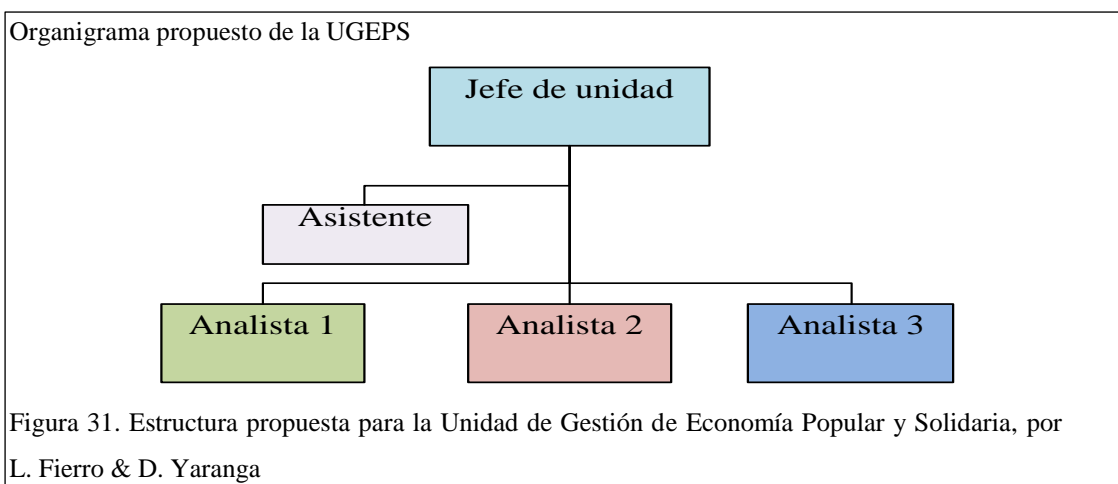 Organigrama propuesto de la UGEPS
Jefe de unidad
Asistente
Analista 1
Analista 2
Analista 3
Figura 31. Estructura propuesta para la Unidad de Gestión de Economía Popular y Solidaria, por
L. Fierro & D. Yaranga